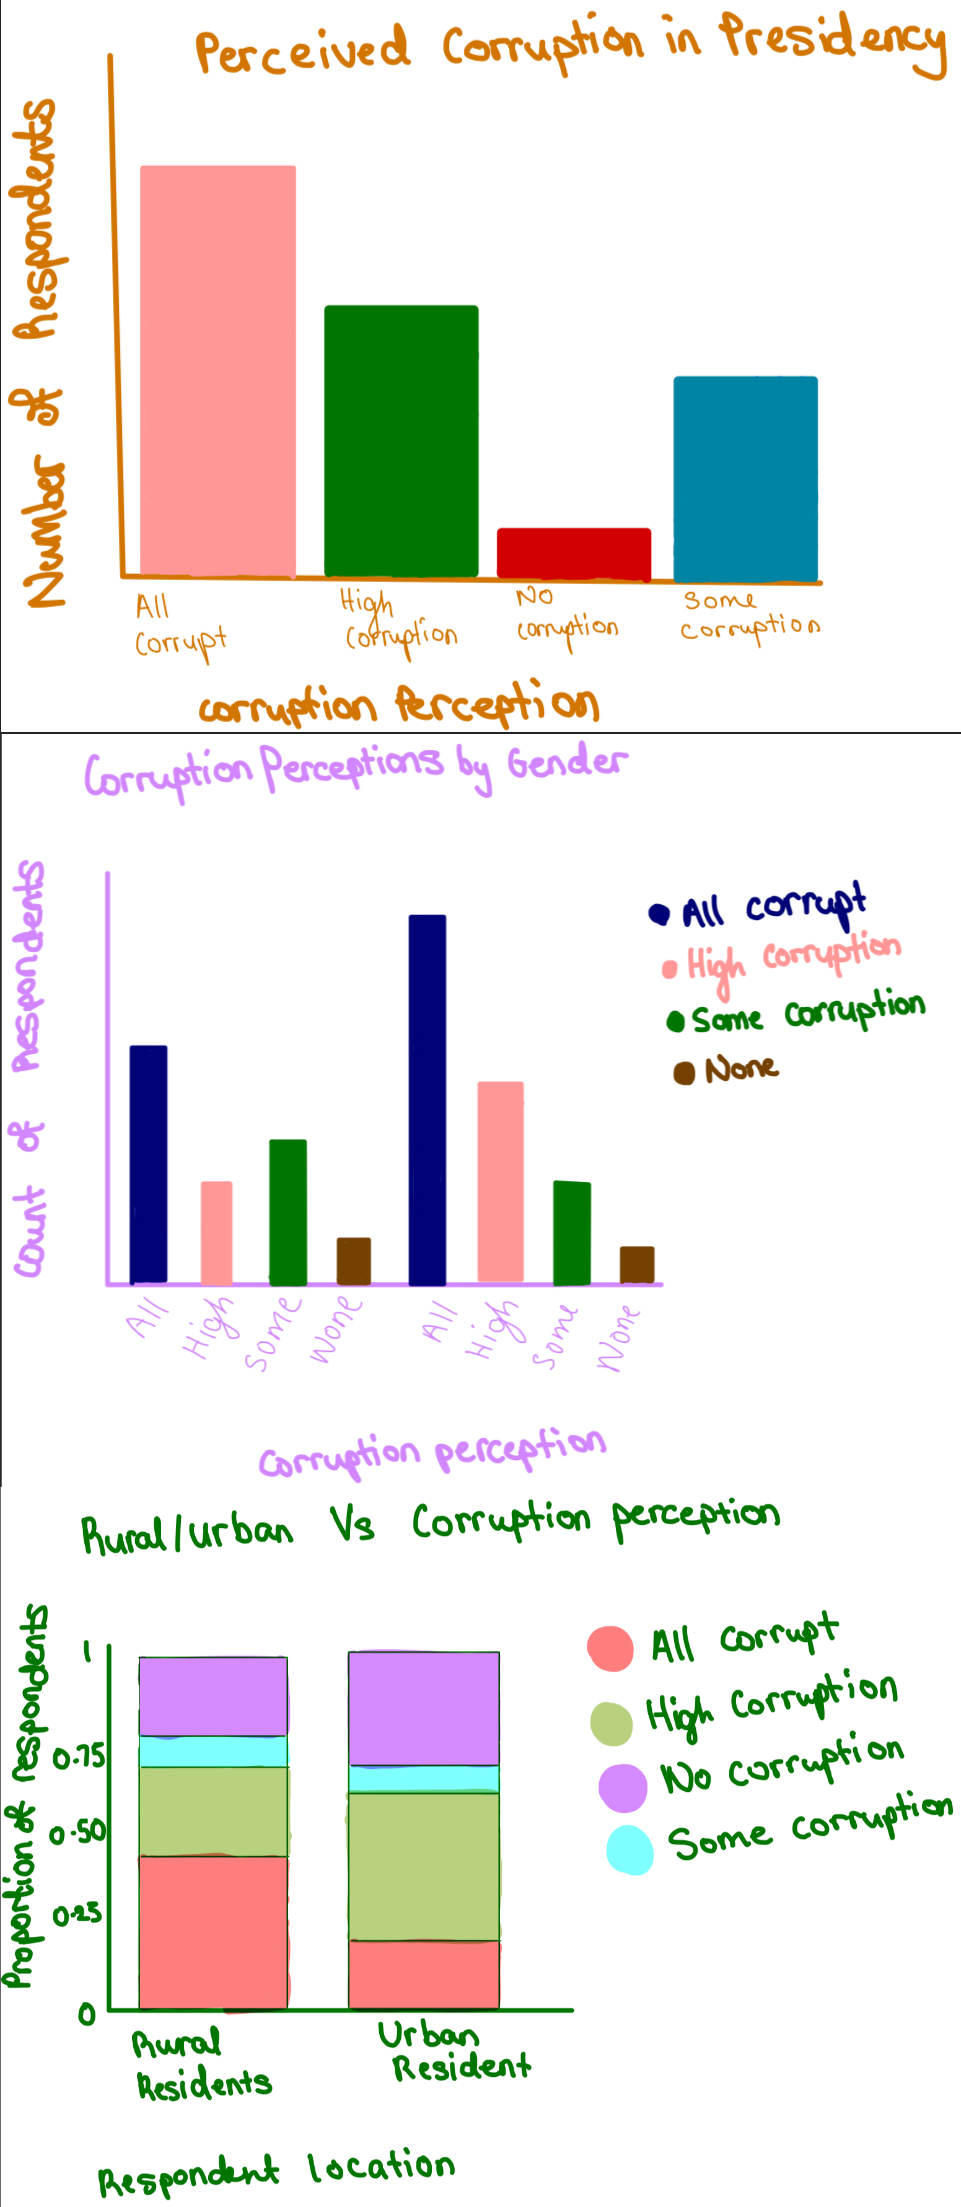 Perceived Corruption in Presidency
Number of Respondents
All
Corrupt
High
Corruption
No
corruption
Some
Corruption
corruption Perception
Corruption Perceptions by Gender
Count of Respondents
All corrupt
High Corruption
Some Corruption
None
All
High
Some
None
All
High
Some
None
Corruption perception
Rural/urban Vs Corruption perception
Proportion of respondents
1
0.75
0.50
0.25
0
All corrupt
High Corruption
No corruption
Some corruption
Rural
Residents
Urban
Resident
Respondent location